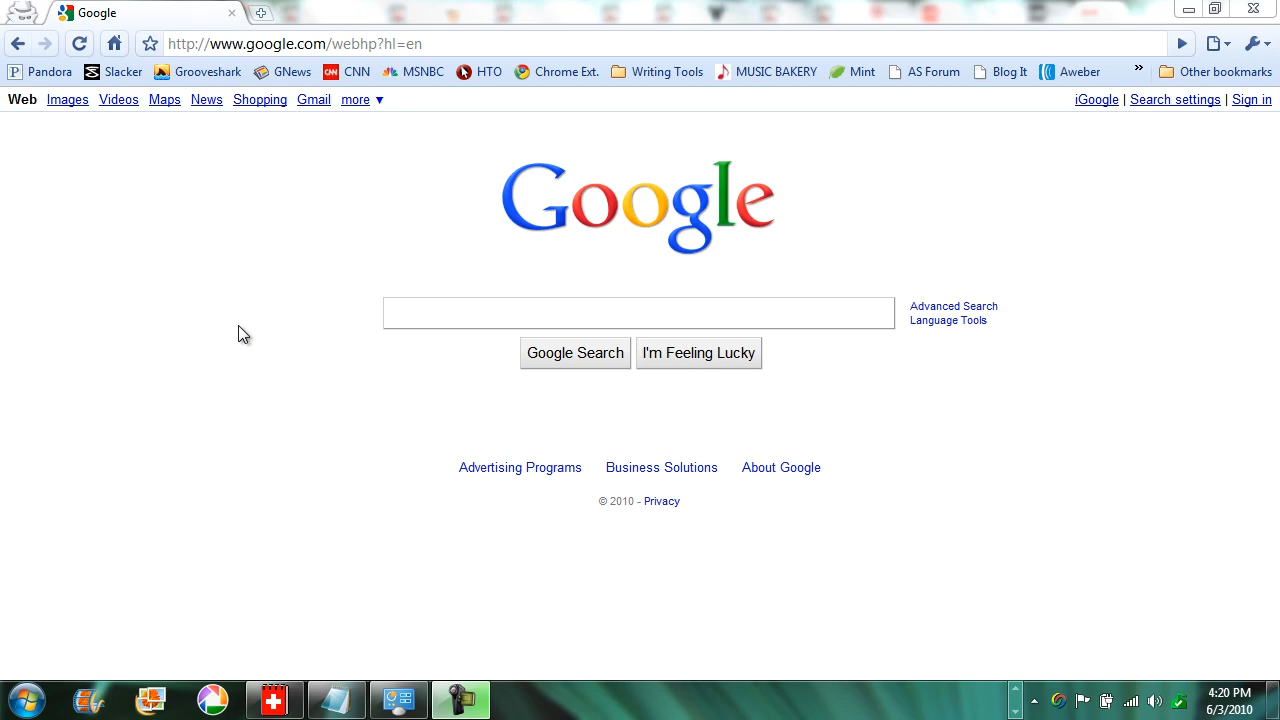 Google
http://www.google.com/webhp?hl=en
Pandora Slacker Grooveshark GNews CNN MSNBC HTO Chrome Ext. Writing Tools MUSIC BAKERY Mint AS Forum Blog It Aweber » Other bookmarks
Web Images Videos Maps News Shopping Gmail more ▼ iGoogle | Search settings | Sign in
Google
Advanced Search
Language Tools
Google Search I'm Feeling Lucky
Advertising Programs Business Solutions About Google
© 2010 - Privacy
4:20 PM
6/3/2010